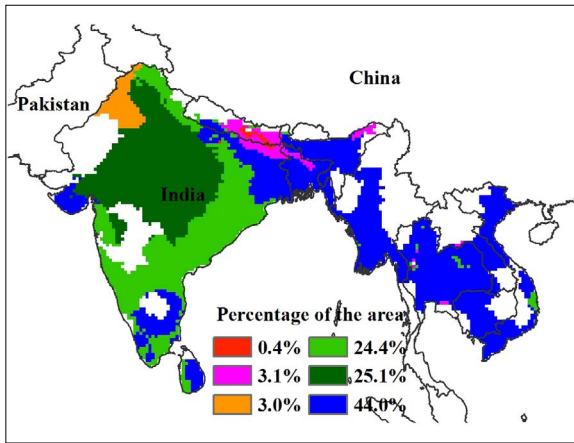 China
Pakistan
India
Percentage of the area
0.4% 24.4%
3.1% 25.1%
3.0% 44.0%